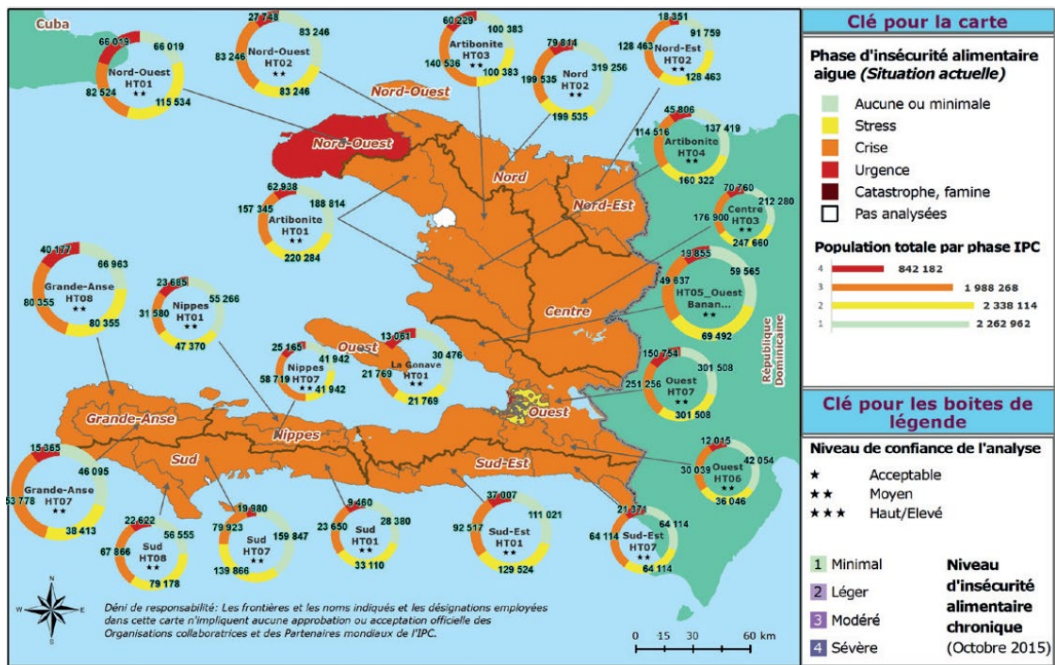 Cuba
66 019
66 019
Nord-Ouest
HT01
★★
82 524
115 534
27 748
83 246
83 246
Nord-Ouest
HT02
★★
83 246
60 229
100 383
Artibonite
HT03
★★
140 536
100 383
79 814
319 256
Nord
HT02
★★
199 535
199 535
18 351
91 759
Nord-Est
HT02
★★
128 463
128 463
45 806
114 516
137 419
Artibonite
HT04
★★
160 322
70 760
212 280
Centre
HT03
★★
176 900
247 660
62 938
188 814
157 345
Artibonite
HT01
★★
220 284
19 855
59 565
49 637
HT05_Ouest
Banan...
★★
69 492
40 177
66 963
Grande-Anse
HT08
★★
80 355
80 355
23 685
55 266
Nippes
HT01
★★
31 580
47 370
25 165
41 942
Nippes
HT07
★★
58 719
41 942
13 061
30 476
La Gonave
HT01
★★
21 769
21 769
150 754
301 508
251 256
Ouest
HT07
★★
301 508
12 015
42 054
30 039
Ouest
HT06
★★
36 046
15 365
46 095
Grande-Anse
HT07
★★
53 778
38 413
22 622
56 555
67 866
Sud
HT08
★★
79 178
19 980
79 923
159 847
Sud
HT07
★★
139 866
9 460
23 650
28 380
Sud
HT01
★★
33 110
37 007
92 517
111 021
Sud-Est
HT01
★★
129 524
21 371
64 114
64 114
Sud-Est
HT07
★★
64 114
Nord-Ouest
Nord-Ouest
Nord
Nord-Est
Centre
Ouest
Ouest
Grande-Anse
Nippes
Sud
Sud-Est
République
Dominicaine
N
W
E
S
Déni de responsabilité: Les frontières et les noms indiqués et les désignations employées
dans cette carte n'impliquent aucune approbation ou acceptation officielle des
Organisations collaboratrices et des Partenaires mondiaux de l'IPC.
0 15 30 60 km
Clé pour la carte
Phase d'insécurité alimentaire
aigue (Situation actuelle)
Aucune ou minimale
Stress
Crise
Urgence
Catastrophe, famine
Pas analysées
Population totale par phase IPC
4 842 182
3 1 988 268
2 2 338 114
1 2 262 962
Clé pour les boites de
légende
Niveau de confiance de l'analyse
★ Acceptable
★★ Moyen
★★★ Haut/Elevé
1 Minimal
2 Léger
3 Modéré
4 Sévère
Niveau
d'insécurité
alimentaire
chronique
(Octobre 2015)